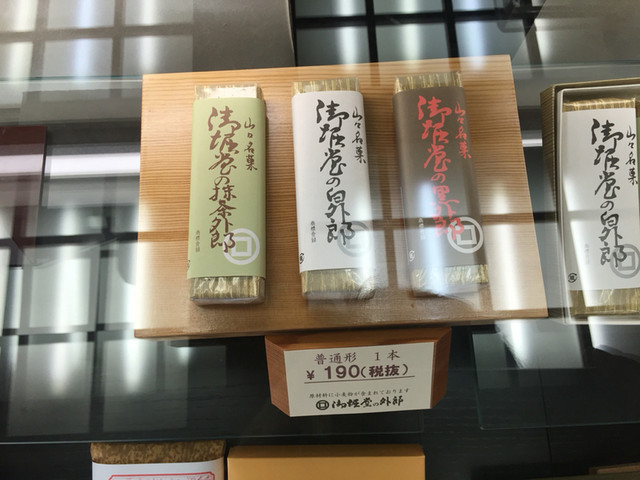 山口名菓
御堀堂の抹茶外郎
山口名菓
御堀堂の白外郎
山口名菓
御堀堂の黒外郎
山口名菓
御堀堂の白外郎
普通形 1本
¥190(税抜)
原材料に小麦粉が含まれております
御堀堂の外郎